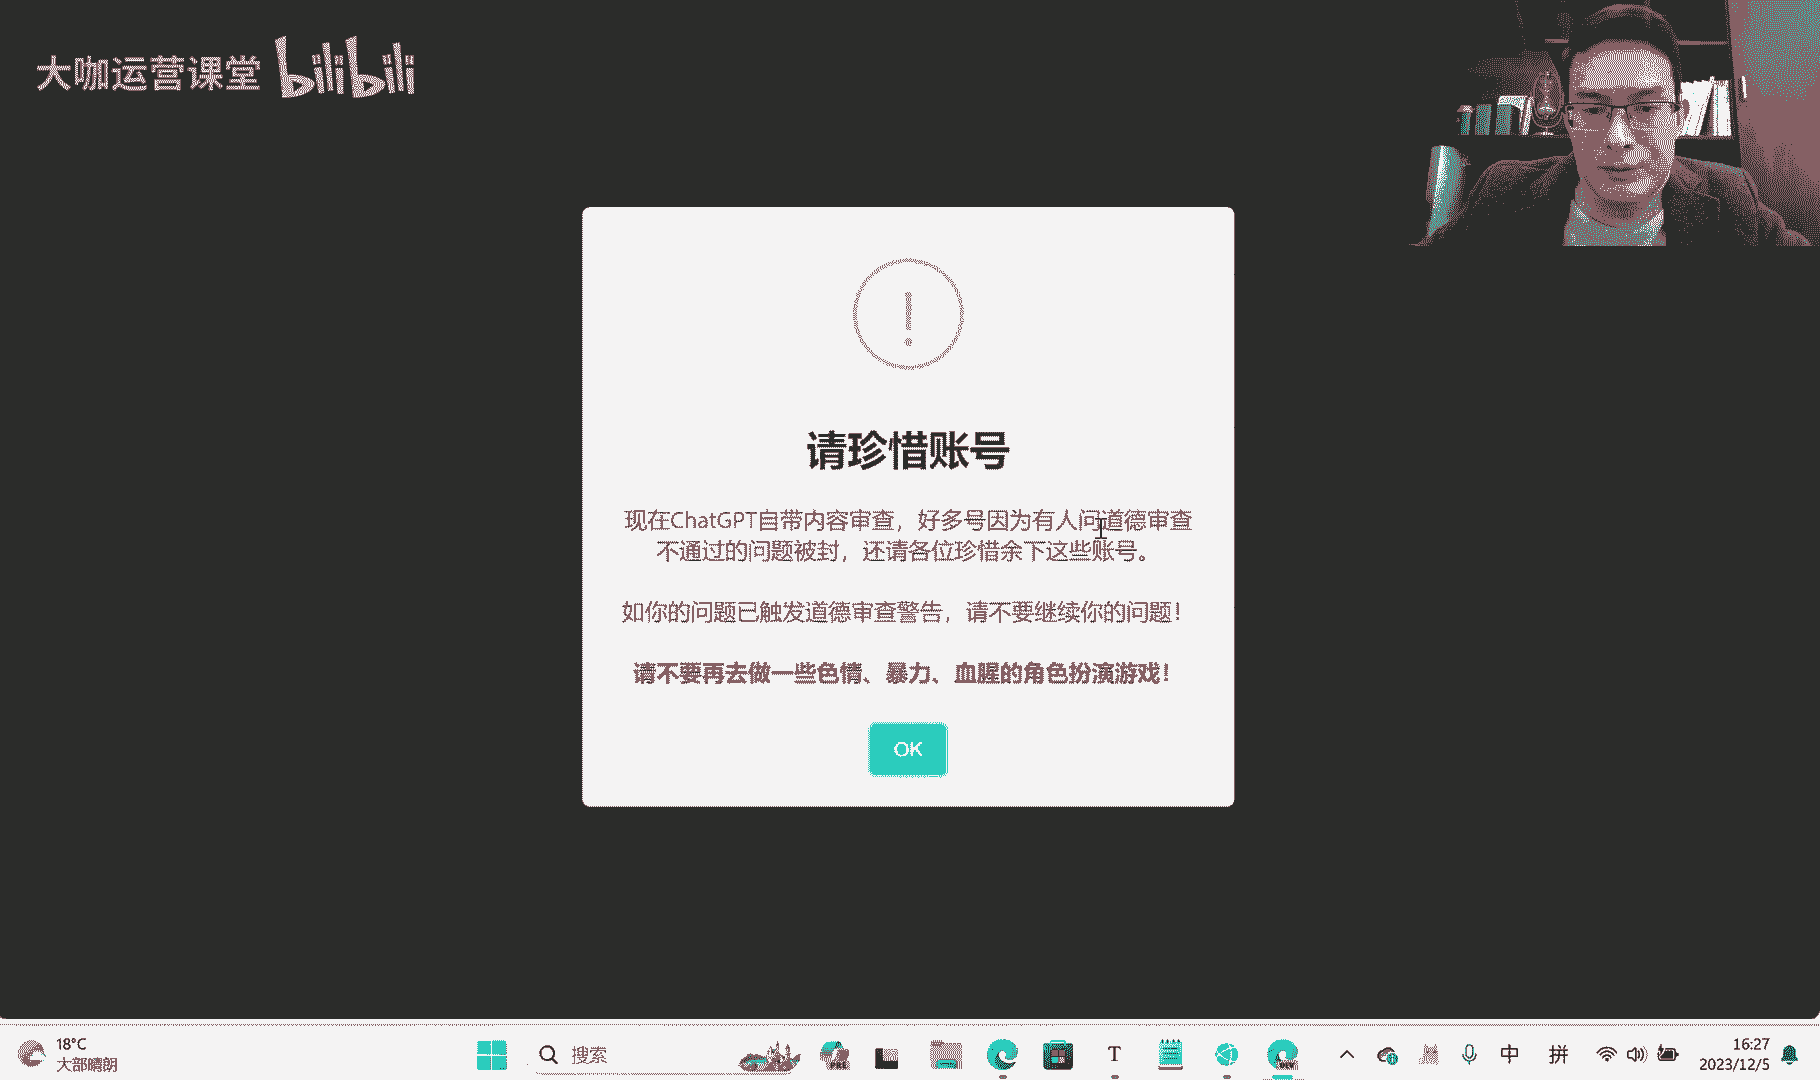 大咖运营课堂 bilibili
请珍惜账号
现在ChatGPT自带内容审查，好多号因为有人问道德审查
不通过的问题被封，还请各位珍惜余下这些账号。
如你的问题已触发道德审查警告，请不要继续你的问题！
请不要再去做一些色情、暴力、血腥的角色扮演游戏！
OK
18°C
大部晴朗
搜索
中
拼
16:27
2023/12/5